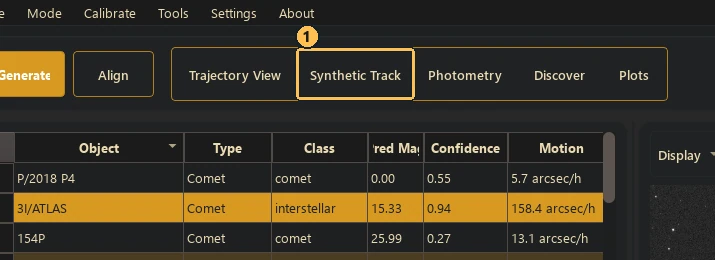 Mode Calibrate Tools Settings About
1
Generate Align Trajectory View Synthetic Track Photometry Discover Plots
Object Type Class red Mag Confidence Motion
P/2018 P4 Comet comet 0.00 0.55 5.7 arcsec/h
3I/ATLAS Comet interstellar 15.33 0.94 158.4 arcsec/h
154P Comet comet 25.99 0.27 13.1 arcsec/h
Display